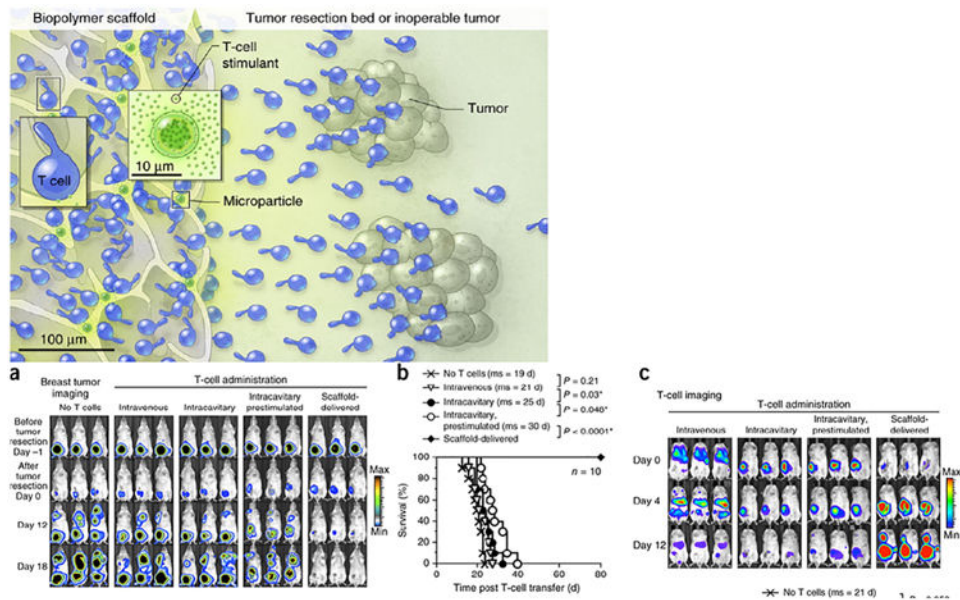 Biopolymer scaffold
Tumor resection bed or inoperable tumor
T-cell
stimulant
Tumor
10 µm
T cell
Microparticle
100 µm
a
Breast tumor
imaging
T-cell administration
No T cells
Intravenous
Intracavitary
Intracavitary
prestimulated
Scaffold-
delivered
Before
tumor
resection
Day –1
After
tumor
resection
Day 0
Day 12
Day 18
Max
Min
b
No T cells (ms = 19 d)
Intravenous (ms = 21 d)
Intracavitary (ms = 25 d)
Intracavitary,
prestimulated (ms = 30 d)
Scaffold-delivered
P = 0.21
P = 0.03*
P = 0.048*
P < 0.0001*
n = 10
Survival (%)
100
80
60
40
20
0
0
20
40
60
80
Time post T-cell transfer (d)
c
T-cell imaging
T-cell administration
Intravenous
Intracavitary
Intracavitary,
prestimulated
Scaffold-
delivered
Day 0
Day 4
Day 12
Max
Min
No T cells (ms = 21 d)